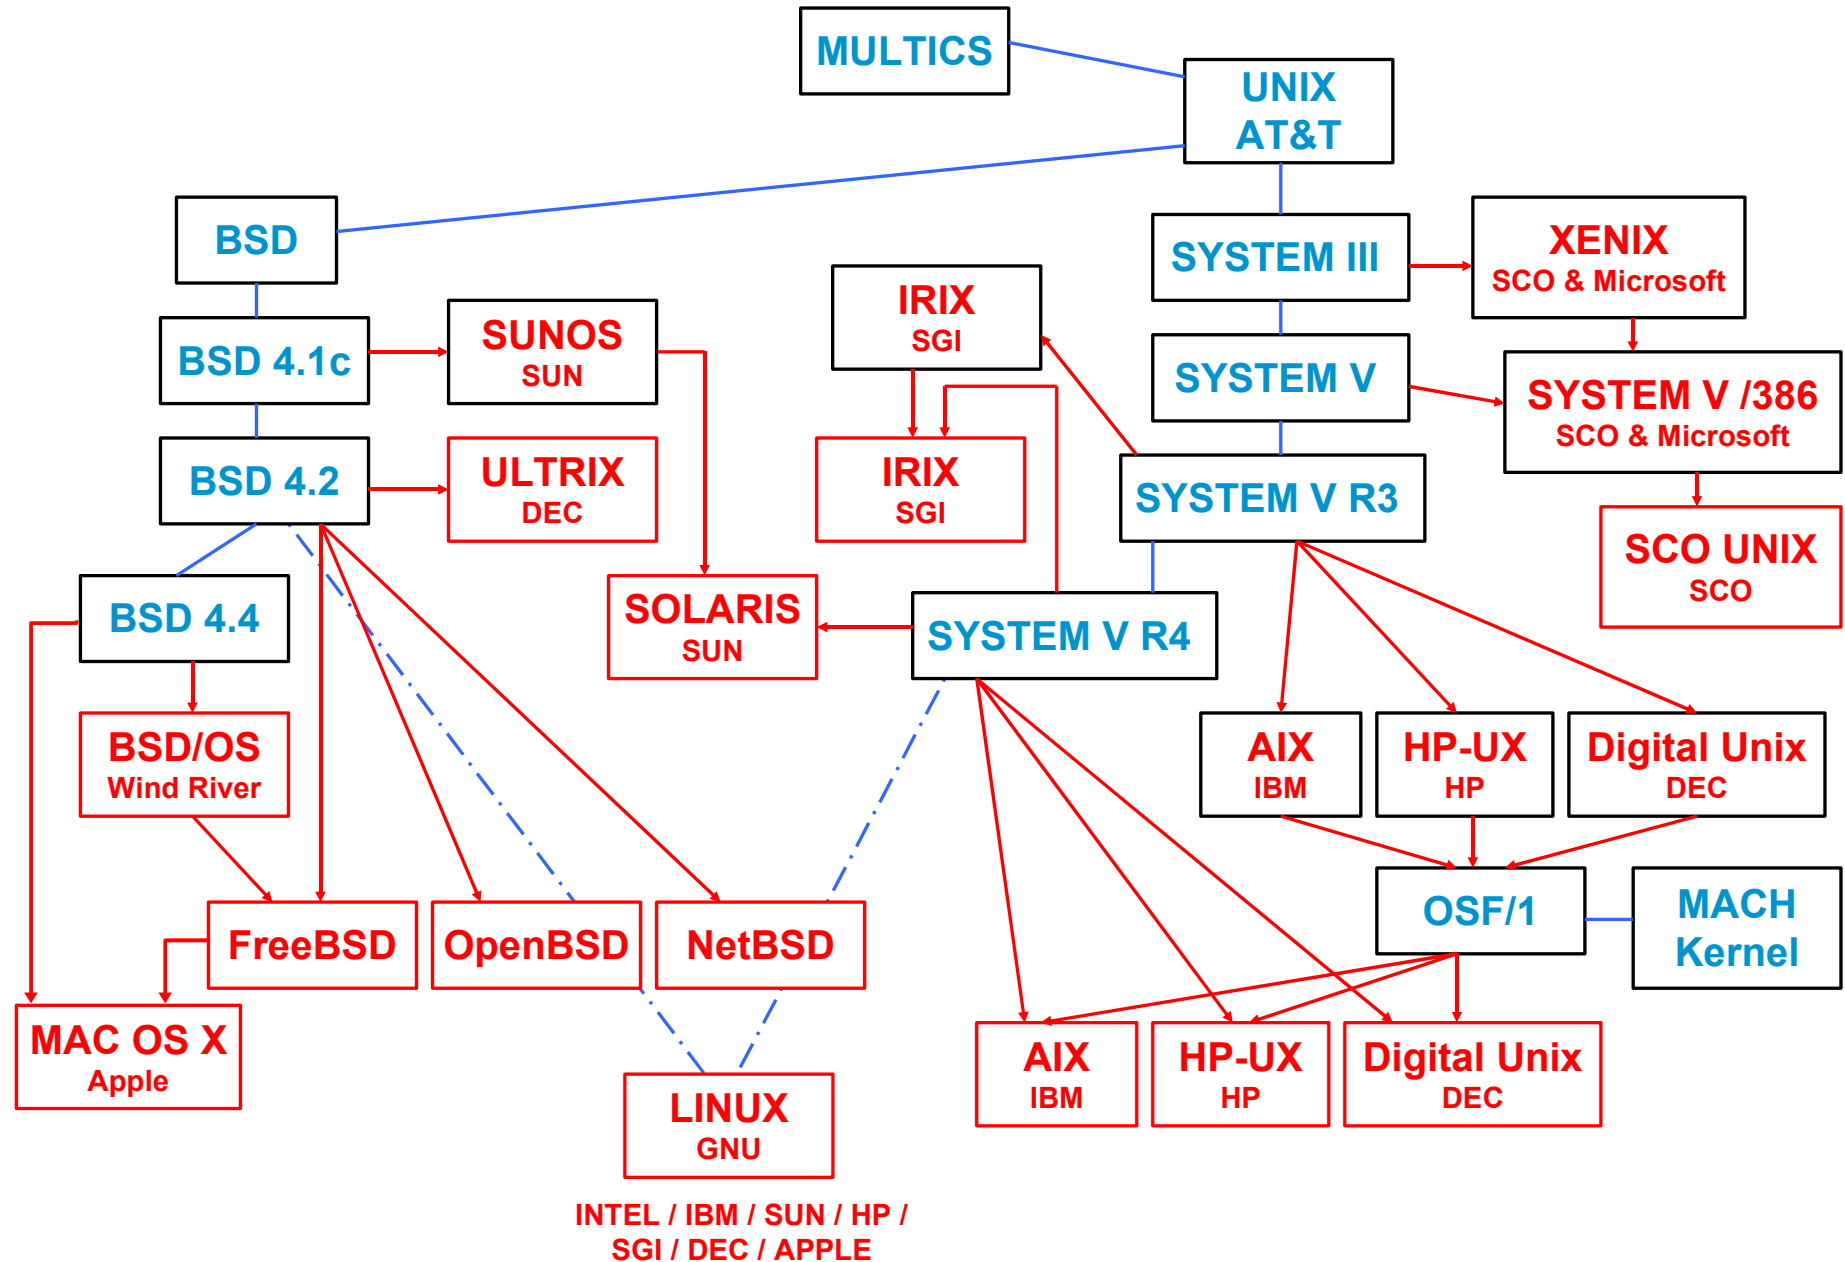 MULTICS
UNIX
AT&T
BSD
SYSTEM III
XENIX
SCO & Microsoft
IRIX
SGI
BSD 4.1c
SUNOS
SUN
SYSTEM V
SYSTEM V /386
SCO & Microsoft
BSD 4.2
ULTRIX
DEC
IRIX
SGI
SYSTEM V R3
SCO UNIX
SCO
BSD 4.4
SOLARIS
SUN
SYSTEM V R4
BSD/OS
Wind River
AIX
IBM
HP-UX
HP
Digital Unix
DEC
FreeBSD
OpenBSD
NetBSD
OSF/1
MACH
Kernel
MAC OS X
Apple
AIX
IBM
HP-UX
HP
Digital Unix
DEC
LINUX
GNU
INTEL / IBM / SUN / HP /
SGI / DEC / APPLE